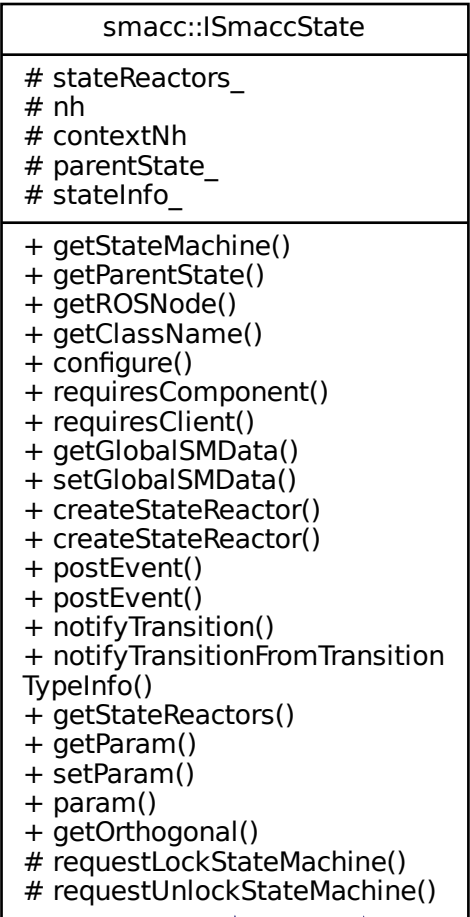 smacc::ISmaccState
# stateReactors_
# nh
# contextNh
# parentState_
# stateInfo_
+ getStateMachine()
+ getParentState()
+ getROSNode()
+ getClassName()
+ configure()
+ requiresComponent()
+ requiresClient()
+ getGlobalSMData()
+ setGlobalSMData()
+ createStateReactor()
+ createStateReactor()
+ postEvent()
+ postEvent()
+ notifyTransition()
+ notifyTransitionFromTransition
TypeInfo()
+ getStateReactors()
+ getParam()
+ setParam()
+ param()
+ getOrthogonal()
# requestLockStateMachine()
# requestUnlockStateMachine()